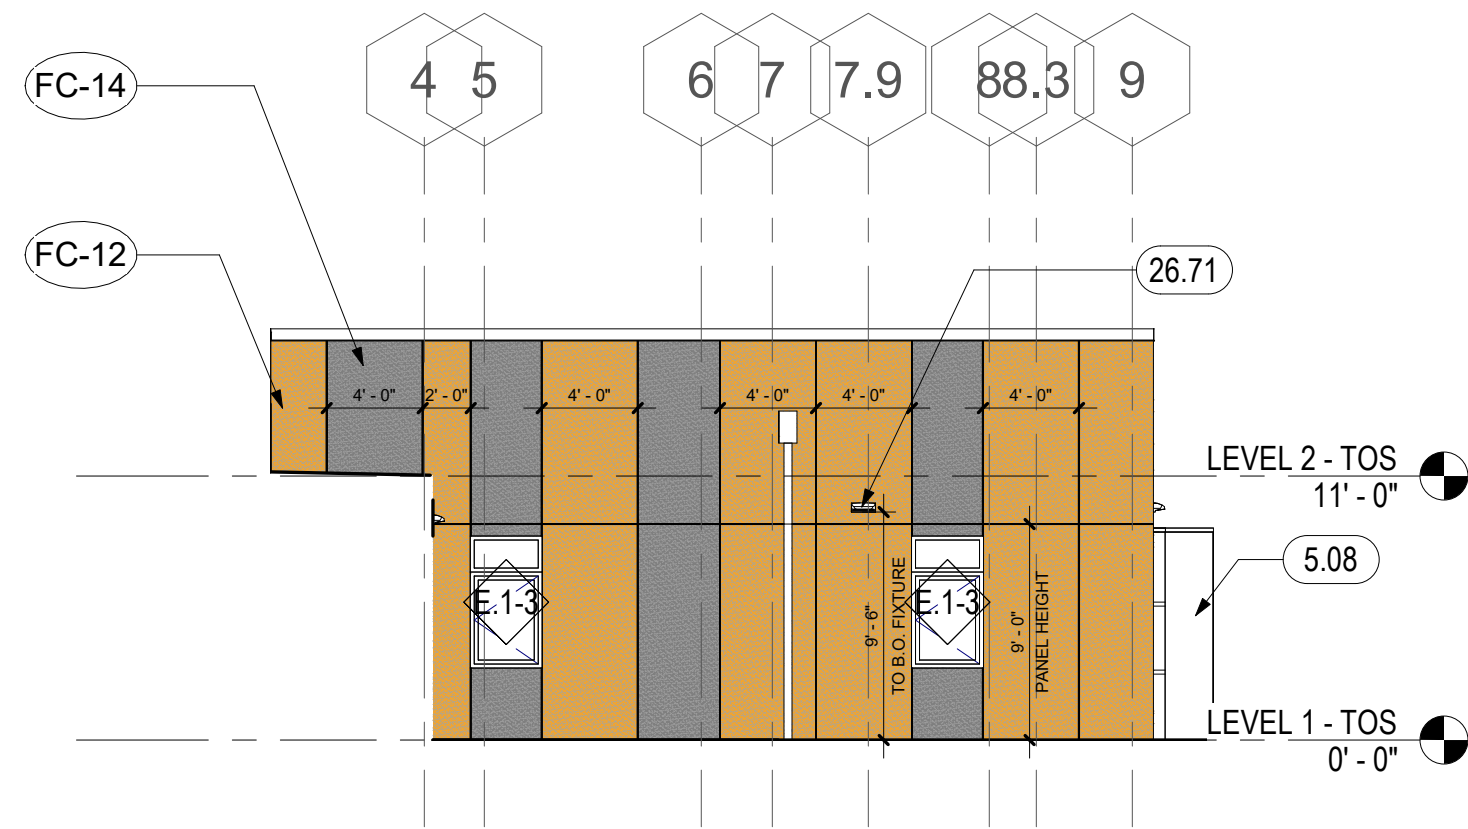 4 5 6 7 7.9 8 8.3 9
FC-14
FC-12
26.71
4' - 0" 2' - 0" 4' - 0" 4' - 0" 4' - 0" 4' - 0"
LEVEL 2 - TOS
11' - 0"
5.08
E.1-3 E.1-3
9' - 6"
TO B.O. FIXTURE
9' - 0"
PANEL HEIGHT
LEVEL 1 - TOS
0' - 0"